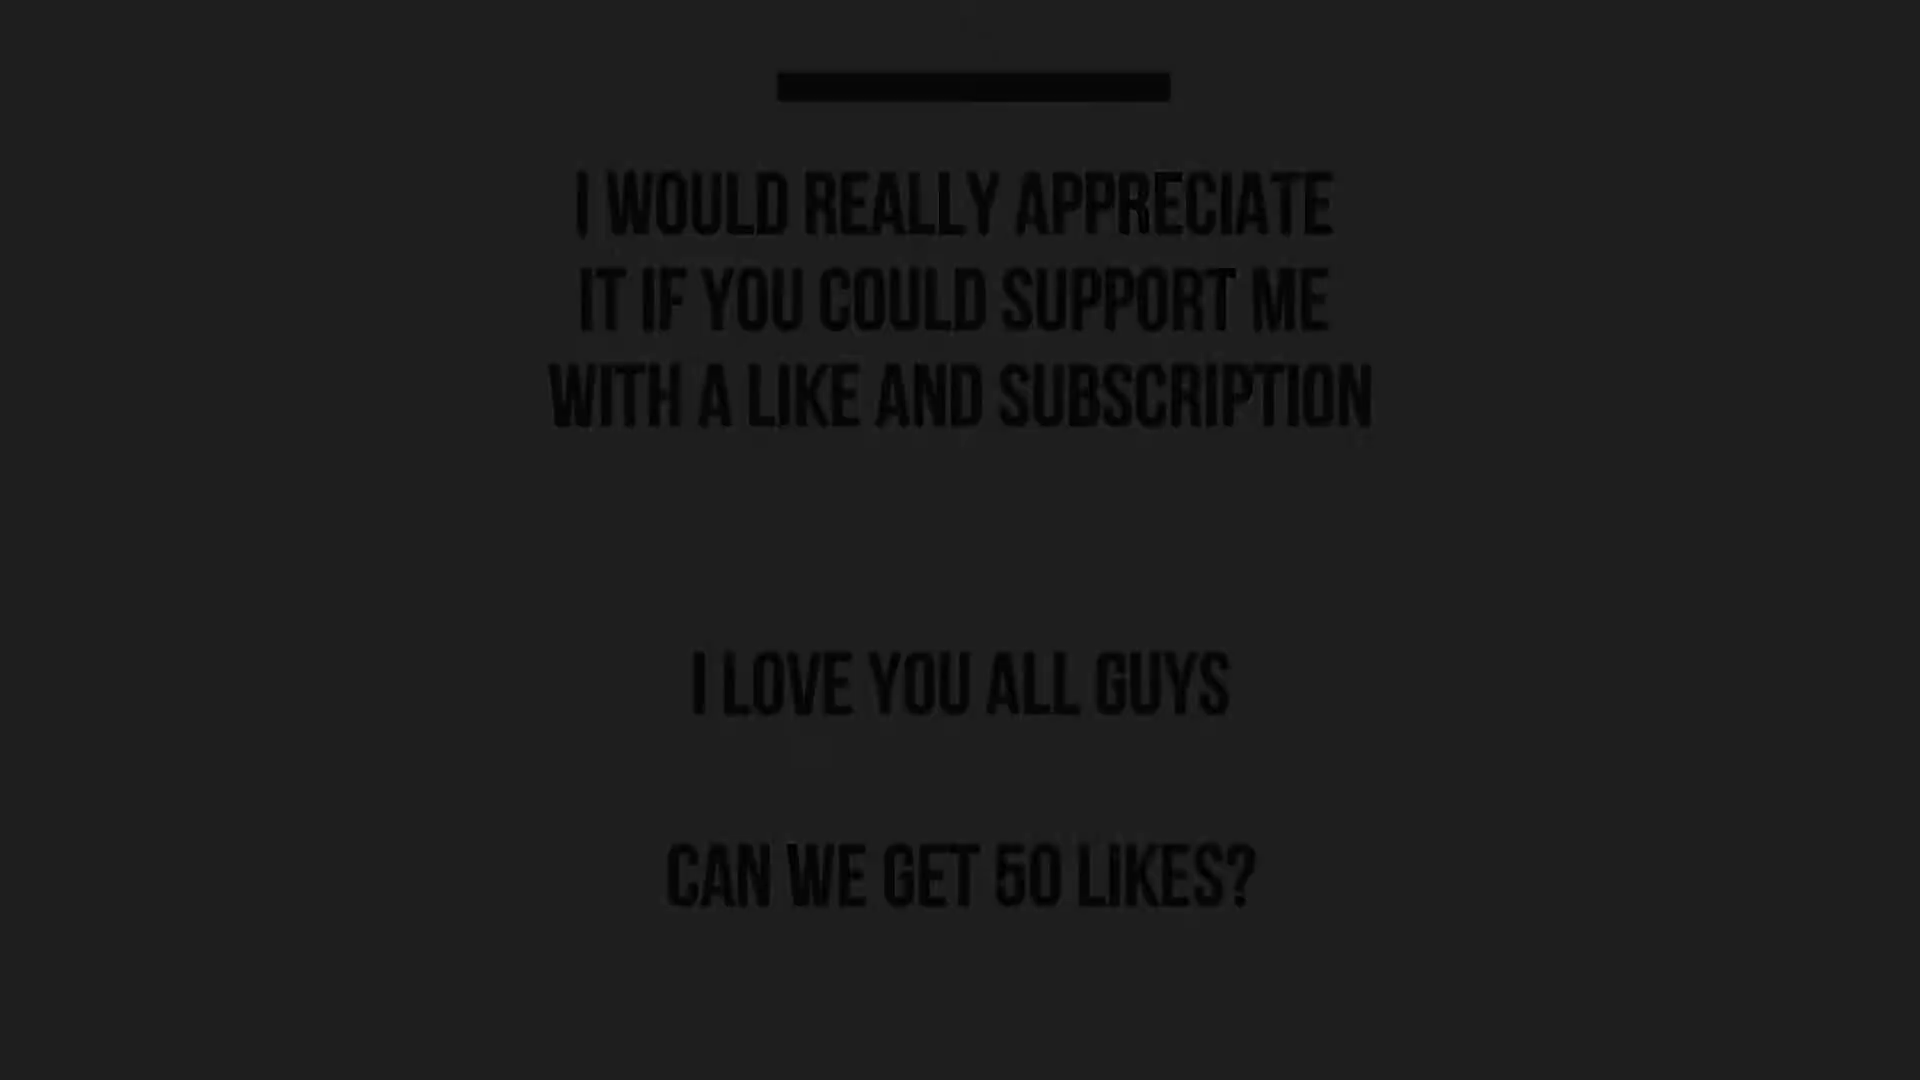 I WOULD REALLY APPRECIATE
IT IF YOU COULD SUPPORT ME
WITH A LIKE AND SUBSCRIPTION
I LOVE YOU ALL GUYS
CAN WE GET 50 LIKES?